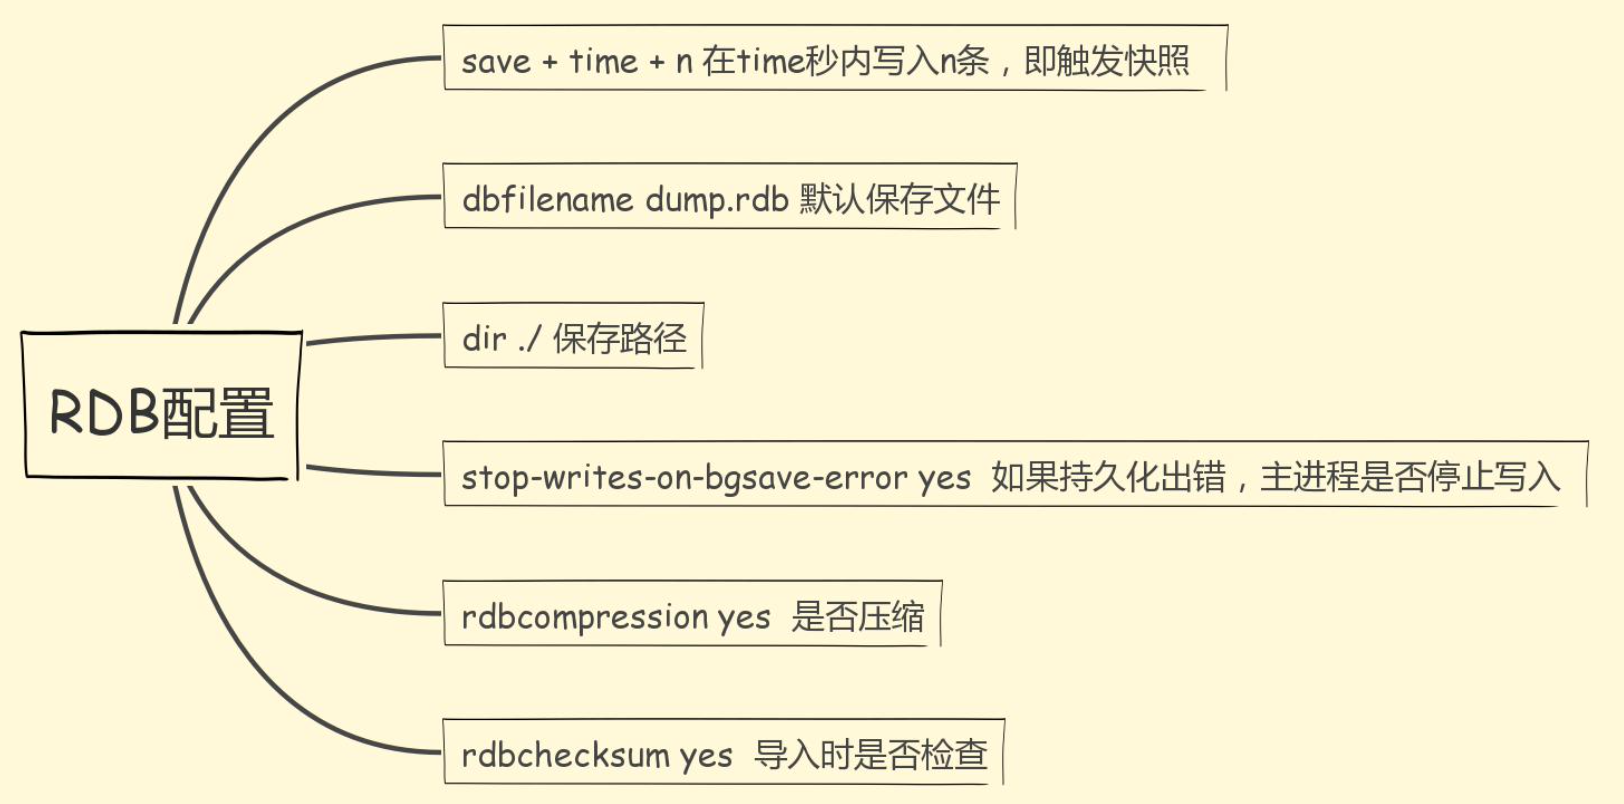 save + time + n 在time秒内写入n条，即触发快照
dbfilename dump.rdb 默认保存文件
dir ./ 保存路径
RDB配置
stop-writes-on-bgsave-error yes 如果持久化出错，主进程是否停止写入
rdbcompression yes 是否压缩
rdbchecksum yes 导入时是否检查